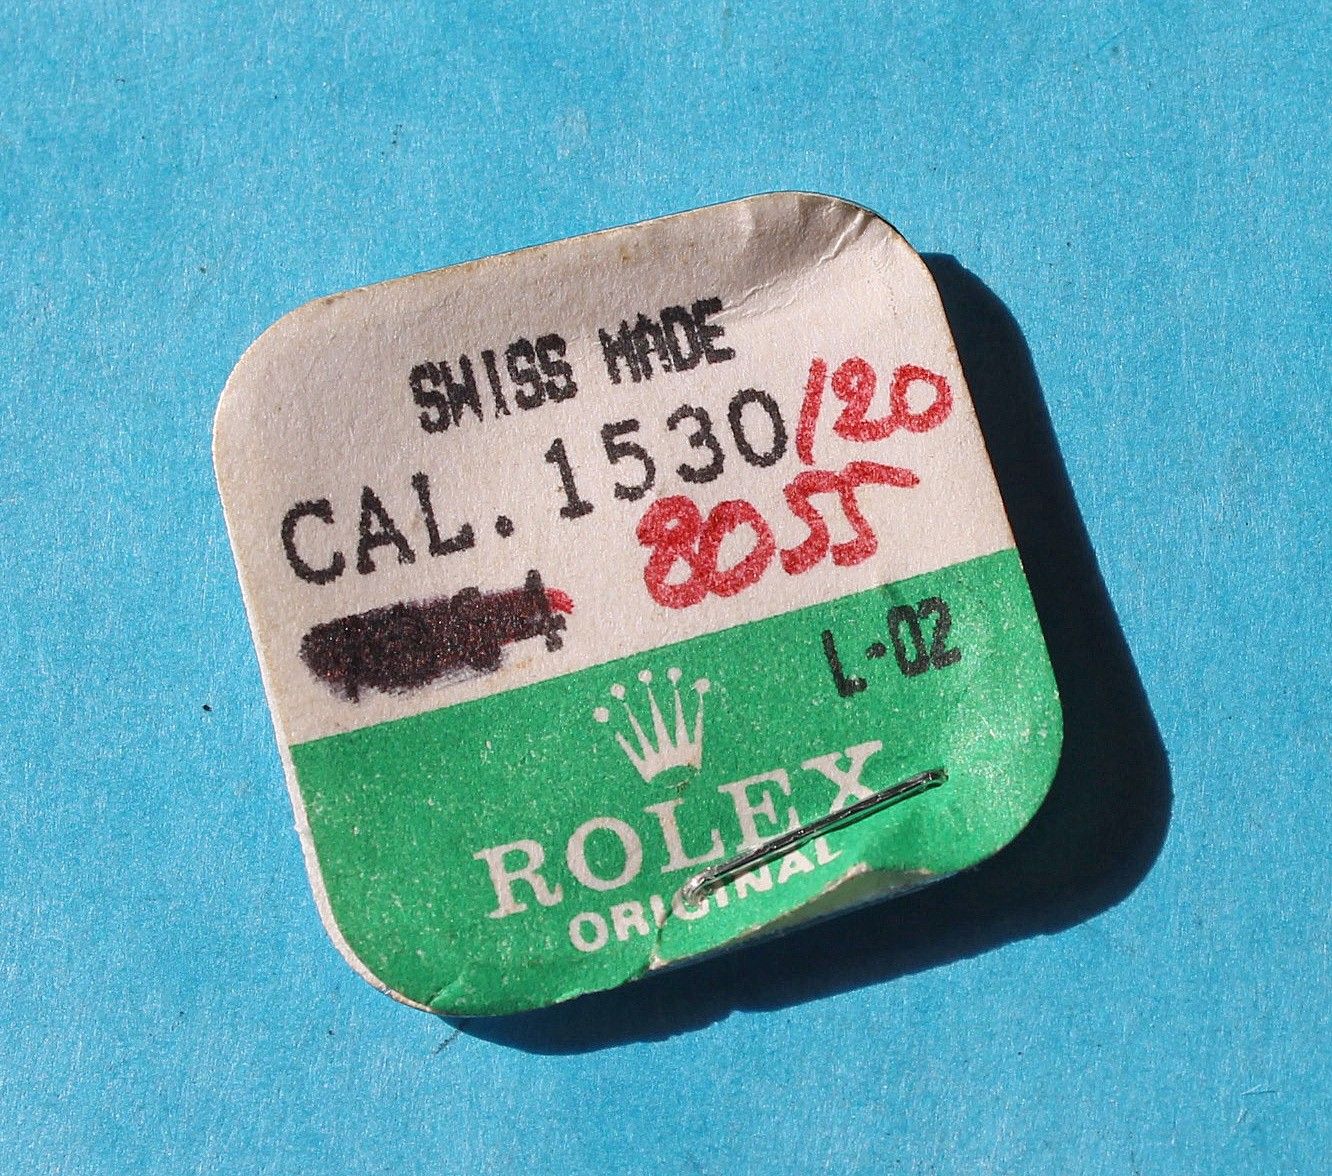 SWISS MADE
CAL. 1530/120
8055
L-02
ROLEX
ORIGINAL